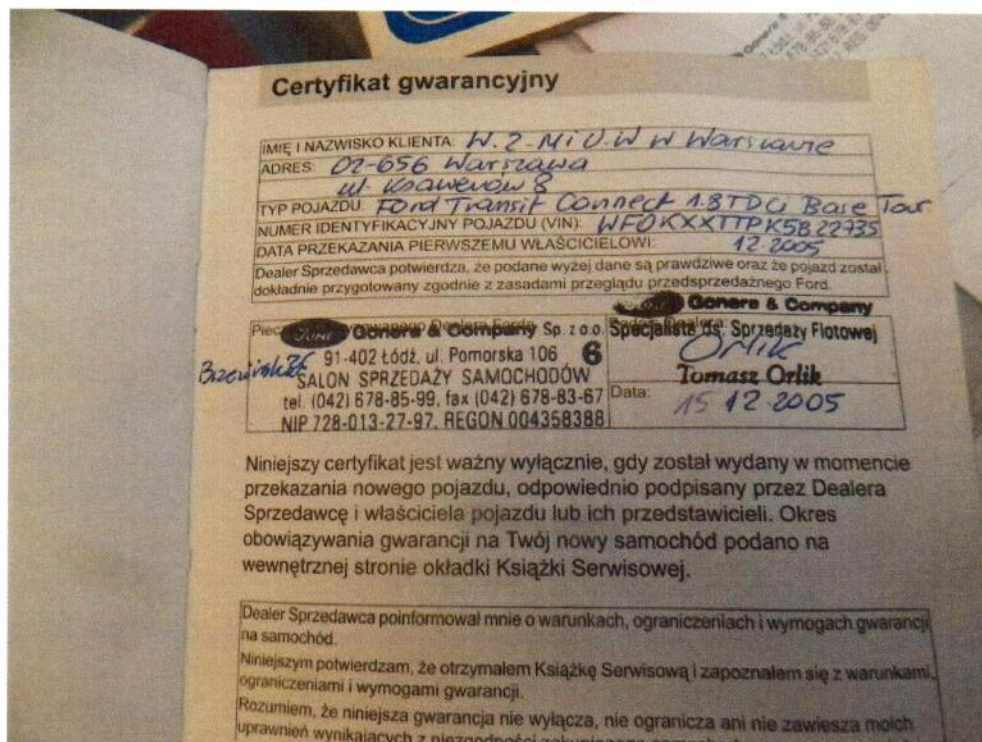 Certyfikat gwarancyjny
IMIĘ I NAZWISKO KLIENTA: W.Z.MiU.W w Warszawie
ADRES: 02-656 Warszawa
ul. Ksawerów 8
TYP POJAZDU: Ford Transit Connect 1.8TDCi Base Tour
NUMER IDENTYFIKACYJNY POJAZDU (VIN): WF0KXXTTPK5B22735
DATA PRZEKAZANIA PIERWSZEMU WŁAŚCICIELOWI: 12.2005
Dealer Sprzedawca potwierdza, że podane wyżej dane są prawdziwe oraz że pojazd został
dokładnie przygotowany zgodnie z zasadami przeglądu przedsprzedażnego Ford.
Ford Gonera & Company Sp. z o.o.
91-402 Łódź, ul. Pomorska 106 6
SALON SPRZEDAŻY SAMOCHODÓW
tel. (042) 678-85-99, fax (042) 678-83-67
NIP 728-013-27-97, REGON 004358388
Gonera & Company
Specjalista ds. Sprzedaży Flotowej
Orlik
Tomasz Orlik
Data: 15 12.2005
Niniejszy certyfikat jest ważny wyłącznie, gdy został wydany w momencie
przekazania nowego pojazdu, odpowiednio podpisany przez Dealera
Sprzedawcę i właściciela pojazdu lub ich przedstawicieli. Okres
obowiązywania gwarancji na Twój nowy samochód podano na
wewnętrznej stronie okładki Książki Serwisowej.
Dealer Sprzedawca poinformował mnie o warunkach, ograniczeniach i wymogach gwarancji
na samochód.
Niniejszym potwierdzam, że otrzymałem Książkę Serwisową i zapoznałem się z warunkami,
ograniczeniami i wymogami gwarancji.
Rozumiem, że niniejsza gwarancja nie wyłącza, nie ogranicza ani nie zawiesza moich
uprawnień wynikających z niezgodności